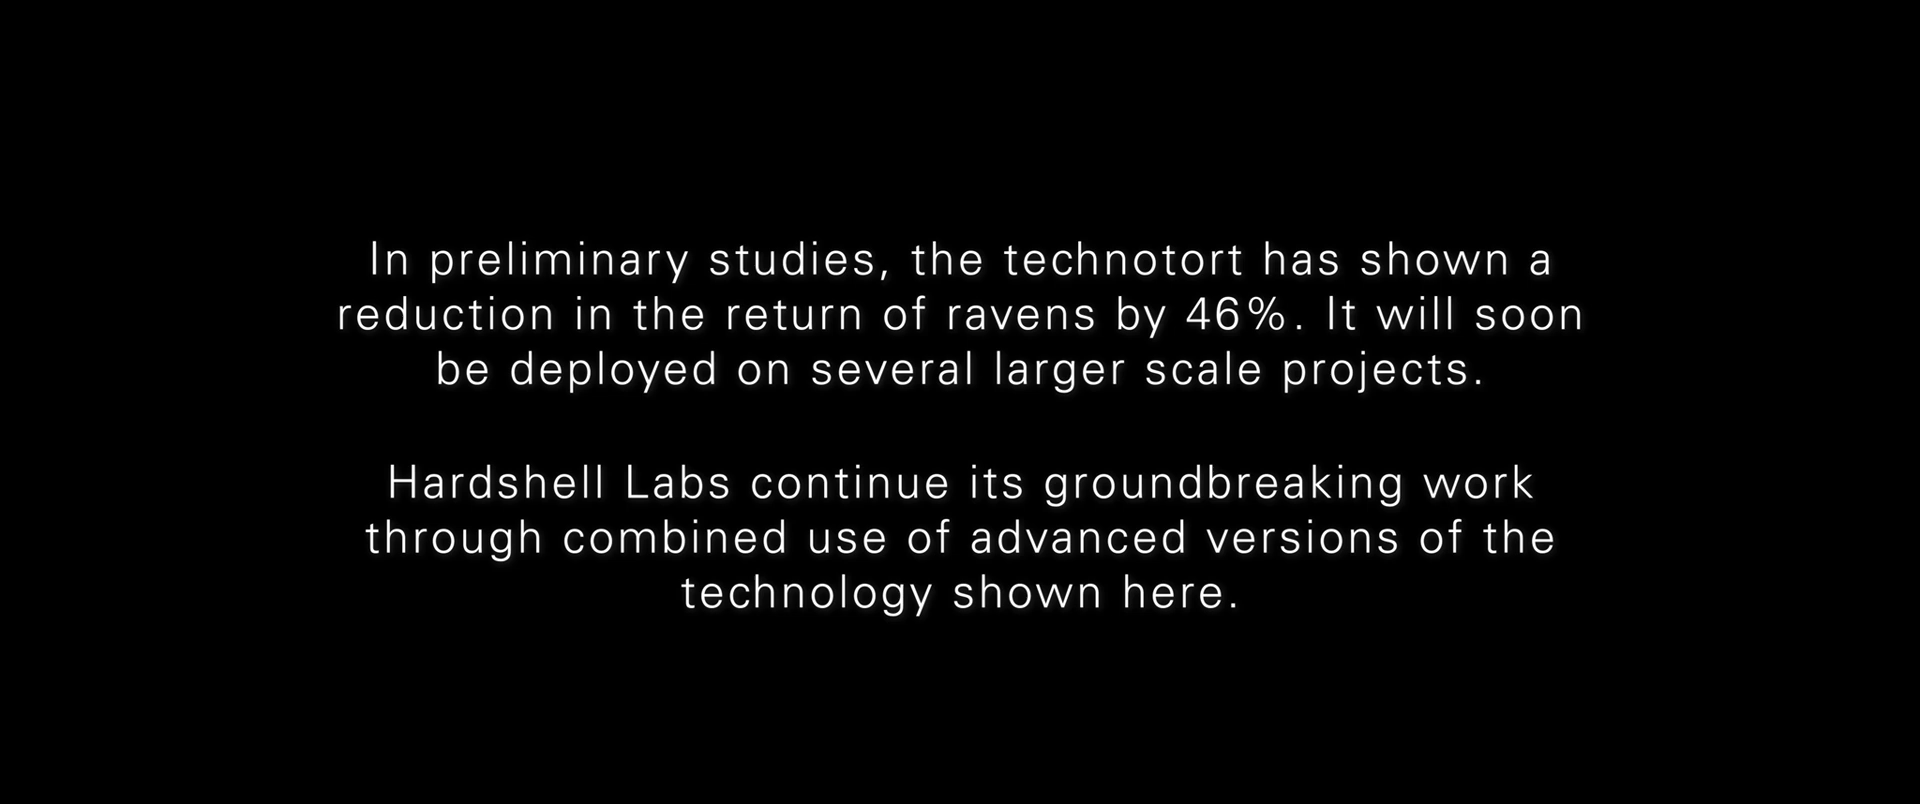 In preliminary studies, the technotort has shown a
reduction in the return of ravens by 46%. It will soon
be deployed on several larger scale projects.
Hardshell Labs continue its groundbreaking work
through combined use of advanced versions of the
technology shown here.